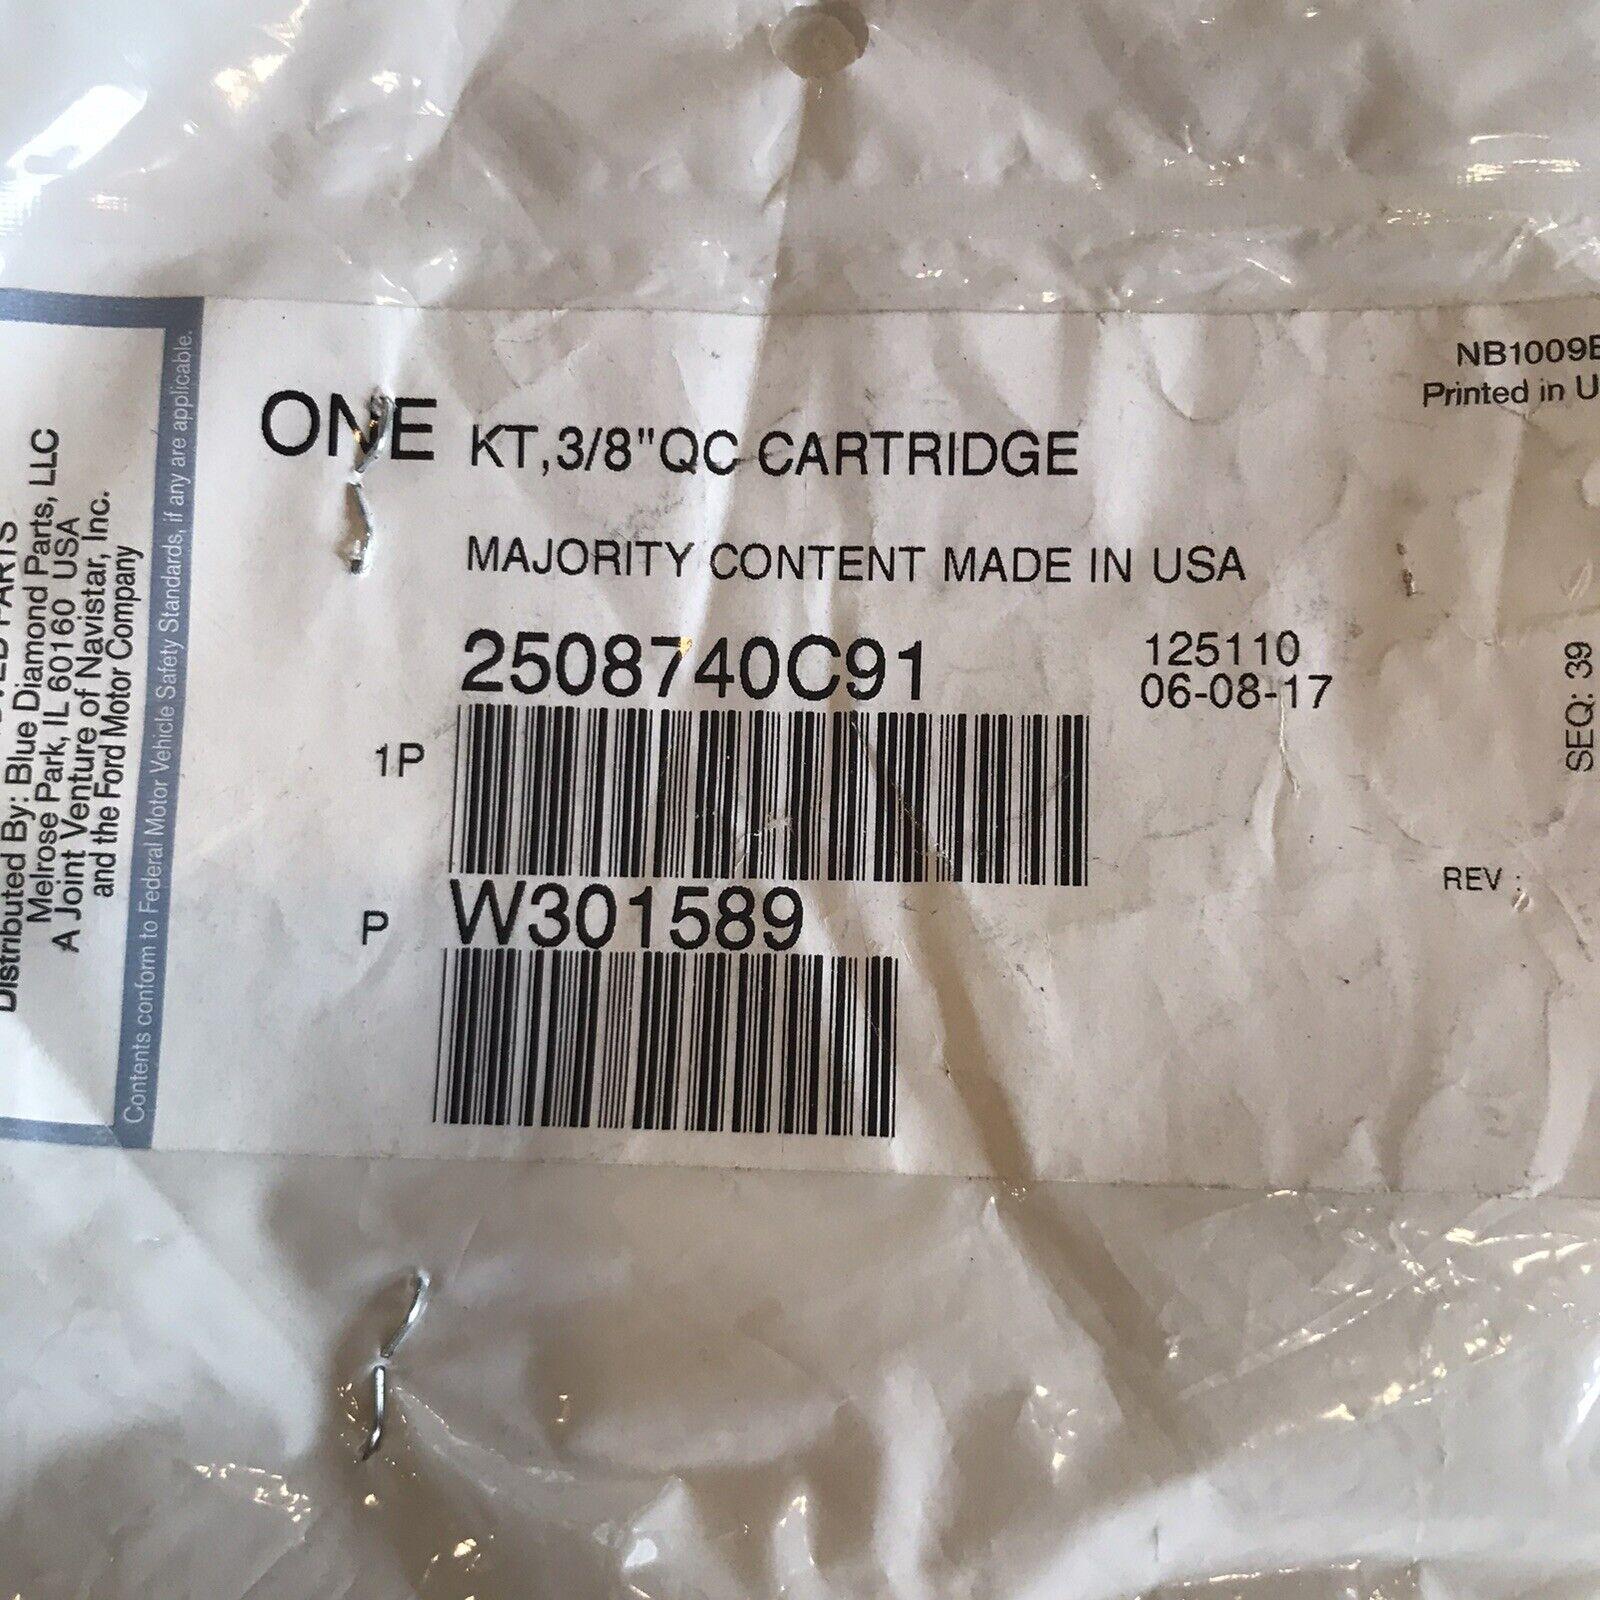 NB1009
Printed in
ONE KT,3/8"QC CARTRIDGE
MAJORITY CONTENT MADE IN USA
2508740C91
125110
06-08-17
1P
P W301589
SEQ: 39
REV :
Distributed By: Blue Diamond Parts, LLC
Melrose Park, IL 60160 USA
A Joint Venture of Navistar, Inc.
and the Ford Motor Company
Contents conform to Federal Motor Vehicle Safety Standards, if any are applicable.